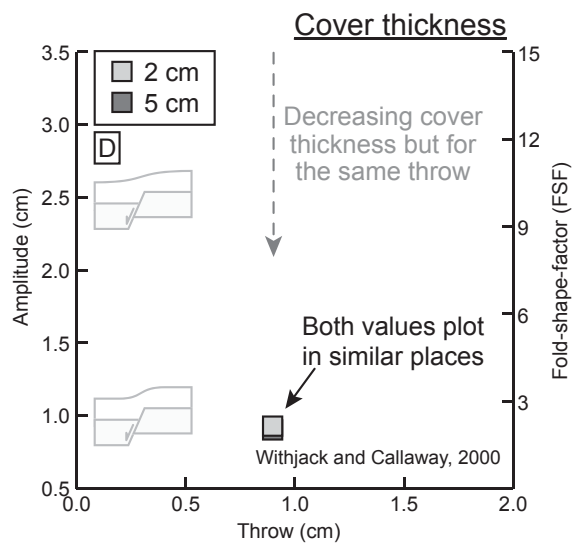 Cover thickness
3.5
3.0
2.5
2.0
1.5
1.0
0.5
Amplitude (cm)
2 cm
5 cm
D
Decreasing cover
thickness but for
the same throw
Both values plot
in similar places
Withjack and Callaway, 2000
15
12
9
6
3
Fold-shape-factor (FSF)
0.0
0.5
1.0
1.5
2.0
Throw (cm)